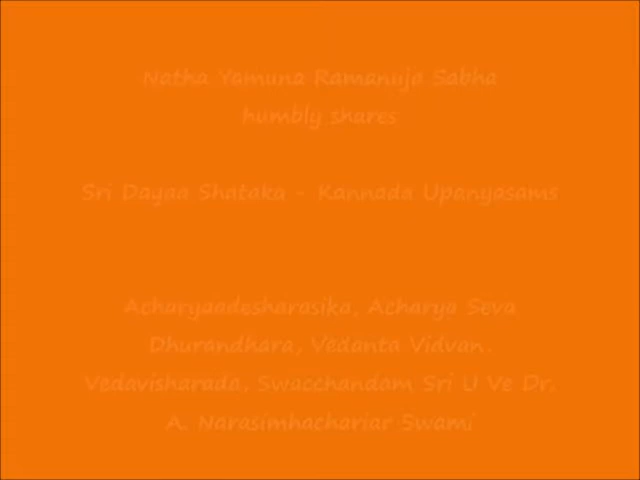 Natha Yamuna Ramanuja Sabha
humbly shares
Sri Dayaa Shataka - Kannada Upanyasams
Acharyaadesharasika, Acharya Seva
Dhurandhara, Vedanta Vidvan.
Vedavisharada, Swacchandam Sri U Ve Dr.
A. Narasimhachariar Swami